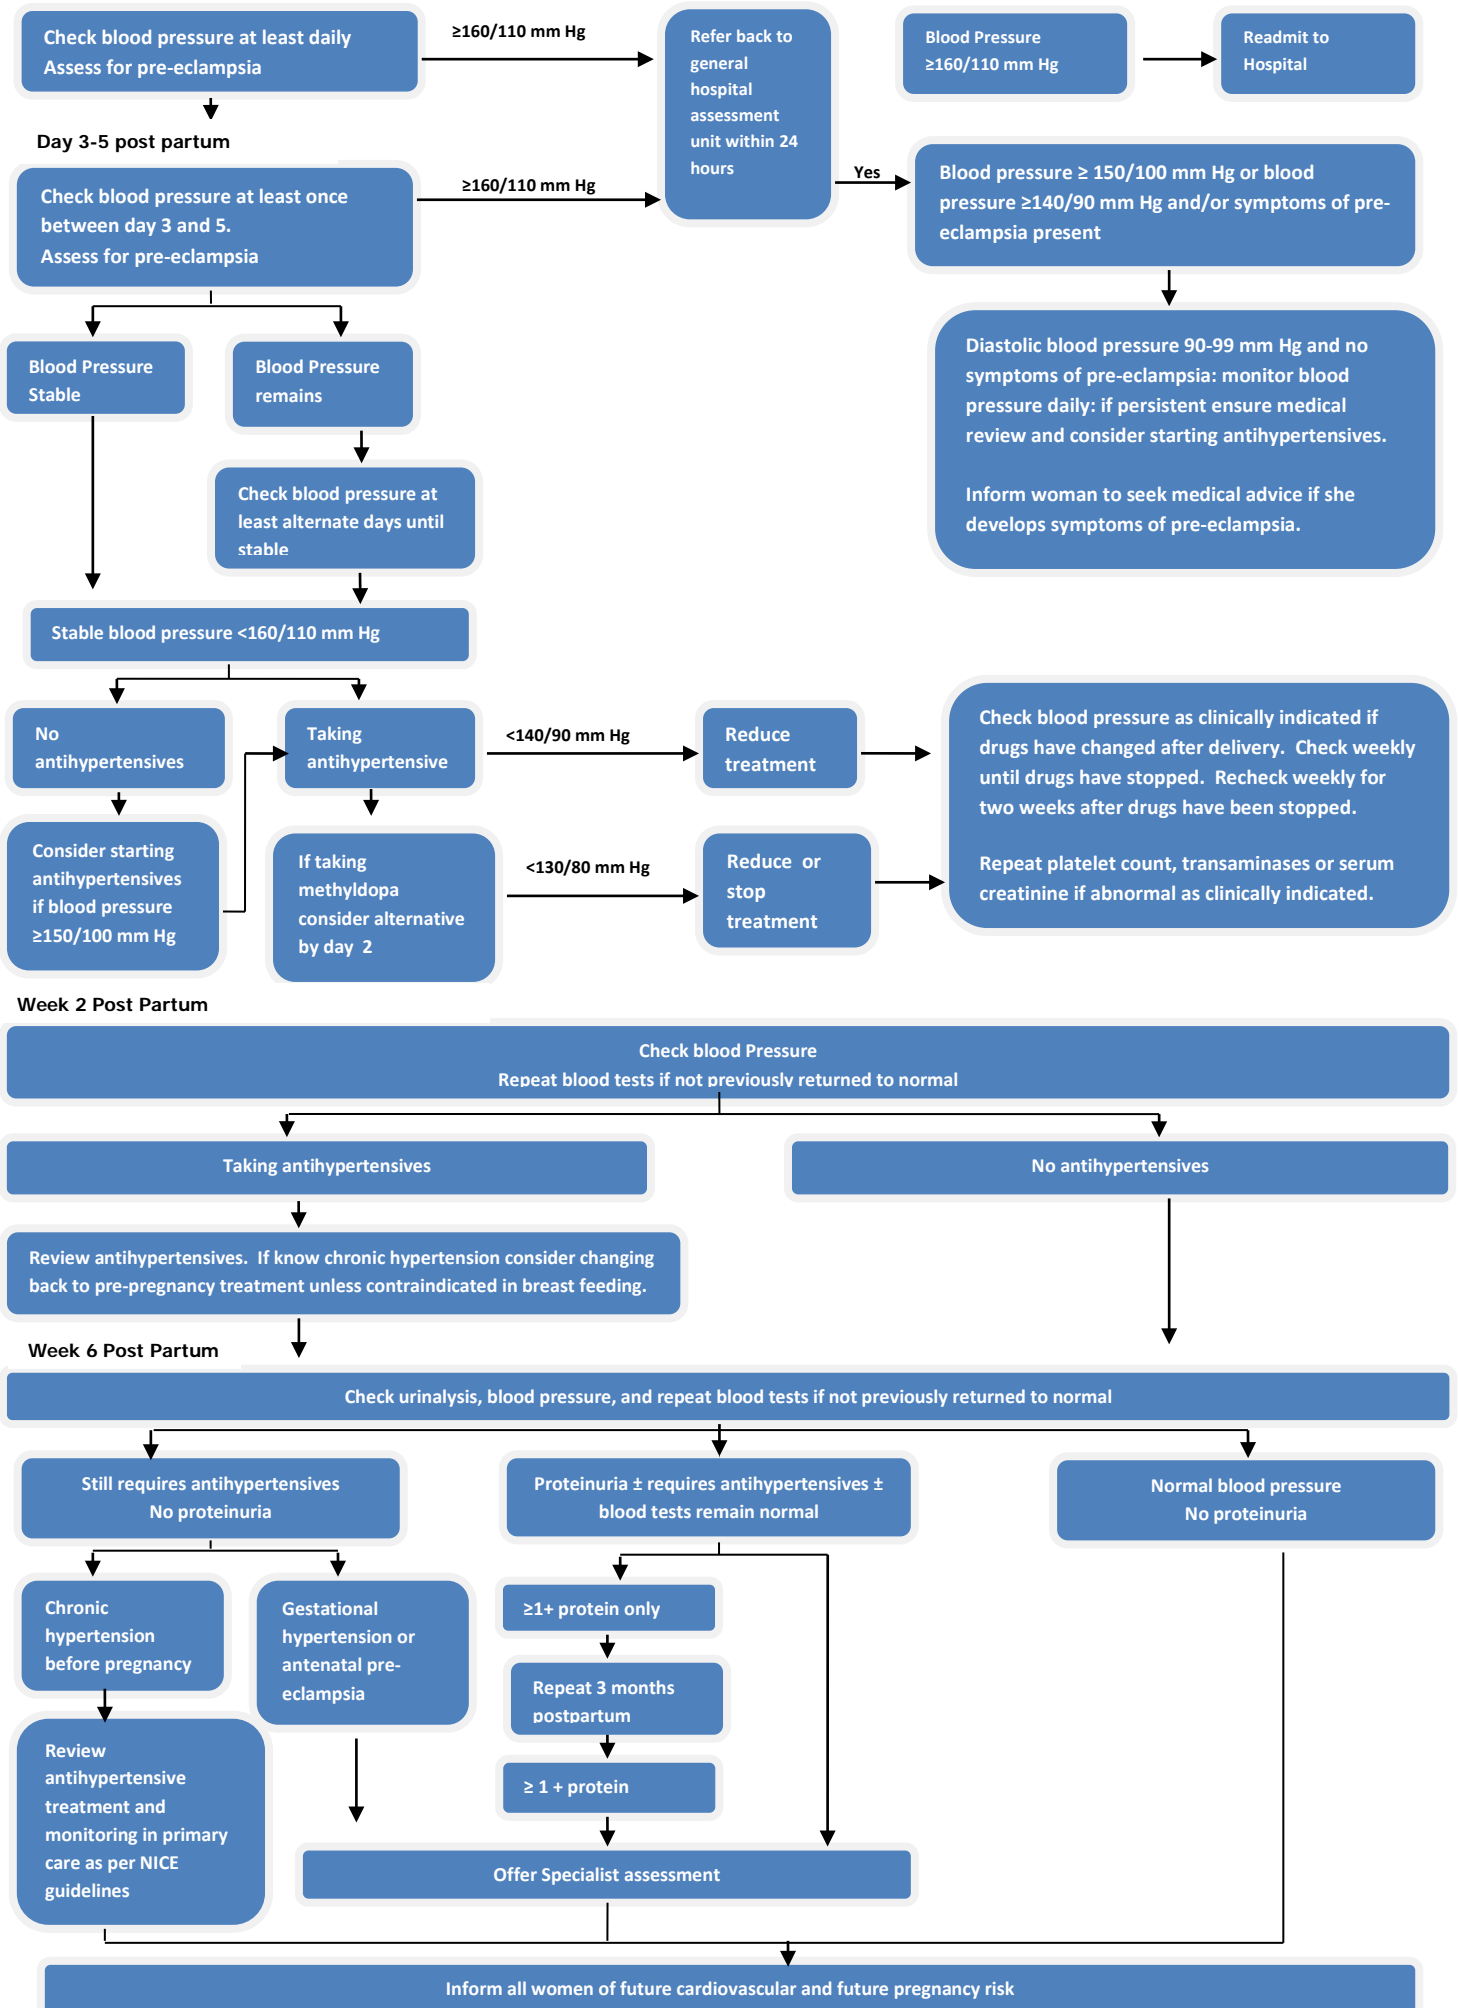 Check blood pressure at least daily
Assess for pre-eclampsia
≥160/110 mm Hg
Refer back to
general
hospital
assessment
unit within 24
hours
Blood Pressure
≥160/110 mm Hg
Readmit to
Hospital
Day 3-5 post partum
Check blood pressure at least once
between day 3 and 5.
Assess for pre-eclampsia
≥160/110 mm Hg
Yes
Blood pressure ≥ 150/100 mm Hg or blood
pressure ≥140/90 mm Hg and/or symptoms of pre-
eclampsia present
Blood Pressure
Stable
Blood Pressure
remains
Diastolic blood pressure 90-99 mm Hg and no
symptoms of pre-eclampsia: monitor blood
pressure daily: if persistent ensure medical
review and consider starting antihypertensives.
Inform woman to seek medical advice if she
develops symptoms of pre-eclampsia.
Check blood pressure at
least alternate days until
stable
Stable blood pressure <160/110 mm Hg
No
antihypertensives
Taking
antihypertensive
<140/90 mm Hg
Reduce
treatment
Check blood pressure as clinically indicated if
drugs have changed after delivery. Check weekly
until drugs have stopped. Recheck weekly for
two weeks after drugs have been stopped.
Repeat platelet count, transaminases or serum
creatinine if abnormal as clinically indicated.
Consider starting
antihypertensives
if blood pressure
≥150/100 mm Hg
If taking
methyldopa
consider alternative
by day 2
<130/80 mm Hg
Reduce or
stop
treatment
Week 2 Post Partum
Check blood Pressure
Repeat blood tests if not previously returned to normal
Taking antihypertensives
No antihypertensives
Review antihypertensives. If know chronic hypertension consider changing
back to pre-pregnancy treatment unless contraindicated in breast feeding.
Week 6 Post Partum
Check urinalysis, blood pressure, and repeat blood tests if not previously returned to normal
Still requires antihypertensives
No proteinuria
Proteinuria ± requires antihypertensives ±
blood tests remain normal
Normal blood pressure
No proteinuria
Chronic
hypertension
before pregnancy
Gestational
hypertension or
antenatal pre-
eclampsia
≥1+ protein only
Repeat 3 months
postpartum
≥ 1 + protein
Review
antihypertensive
treatment and
monitoring in primary
care as per NICE
guidelines
Offer Specialist assessment
Inform all women of future cardiovascular and future pregnancy risk